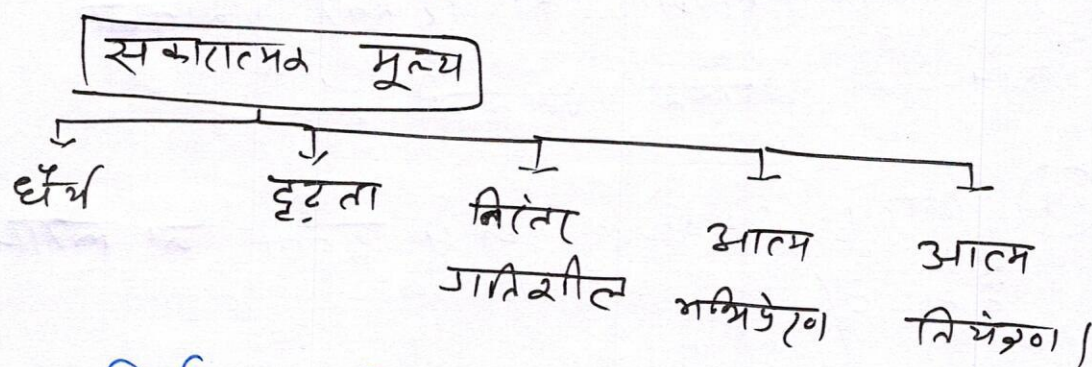 सकारात्मक मूल्य
धैर्य दृढ़ता निरंतर गतिशील आत्म अभिप्रेरण आत्म नियंत्रण।